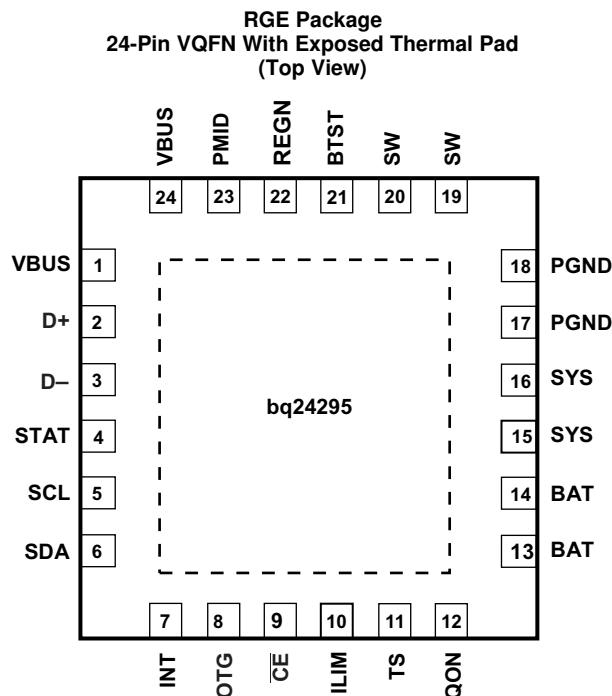 RGE Package
24-Pin VQFN With Exposed Thermal Pad
(Top View)
VBUS PMID REGN BTST SW SW
24 23 22 21 20 19
VBUS 1 18 PGND
D+ 2 17 PGND
D– 3 16 SYS
bq24295
STAT 4 15 SYS
SCL 5 14 BAT
SDA 6 13 BAT
7 8 9 10 11 12
INT OTG C̅E̅ ILIM TS QON